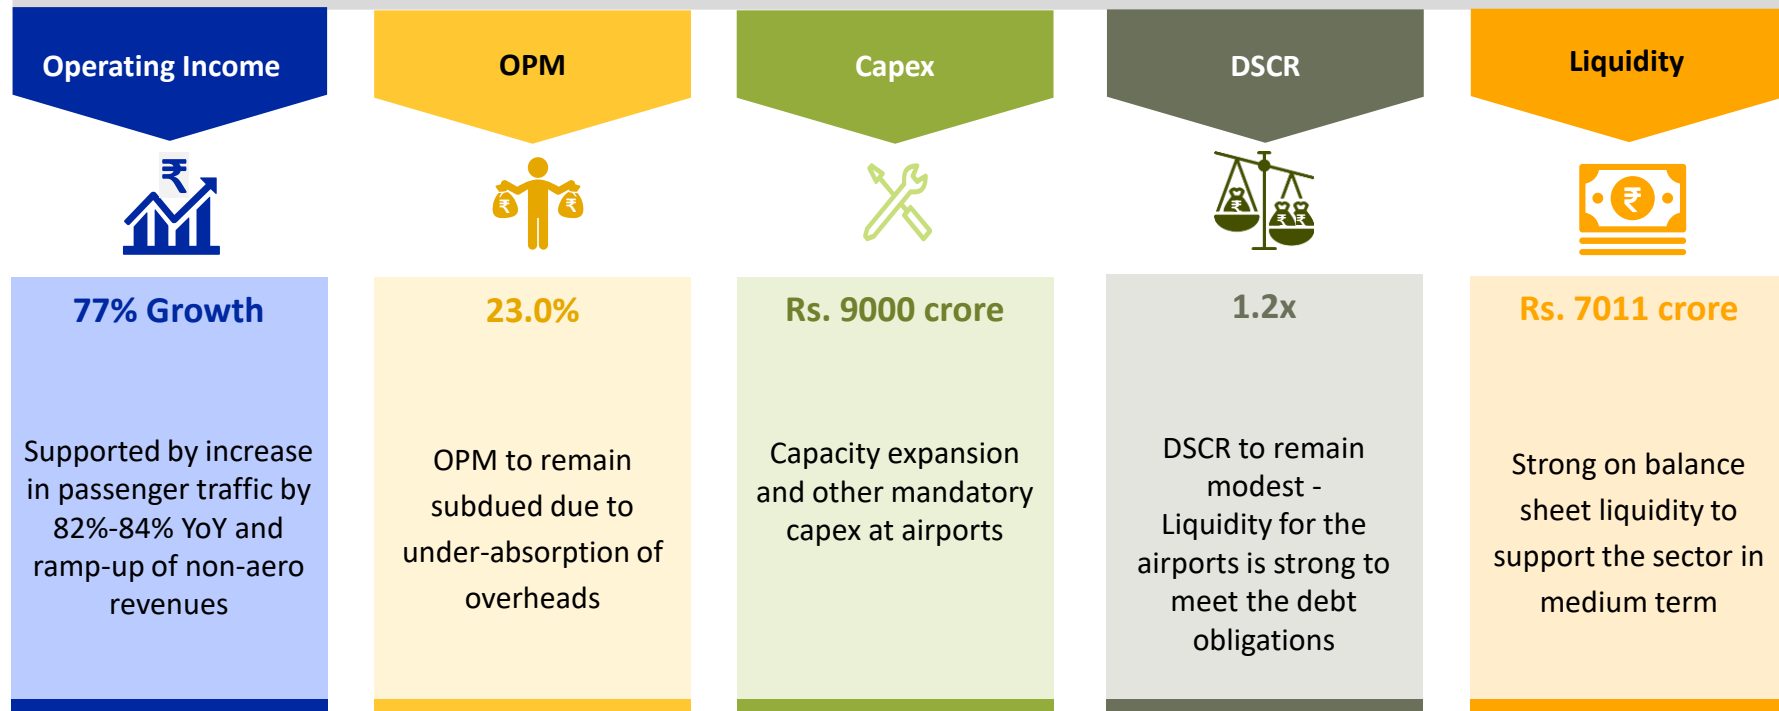 Operating Income
OPM
Capex
DSCR
Liquidity
₹
₹ ₹
₹ ₹ ₹
₹
77% Growth
23.0%
Rs. 9000 crore
1.2x
Rs. 7011 crore
Supported by increase
in passenger traffic by
82%-84% YoY and
ramp-up of non-aero
revenues
OPM to remain
subdued due to
under-absorption of
overheads
Capacity expansion
and other mandatory
capex at airports
DSCR to remain
modest -
Liquidity for the
airports is strong to
meet the debt
obligations
Strong on balance
sheet liquidity to
support the sector in
medium term